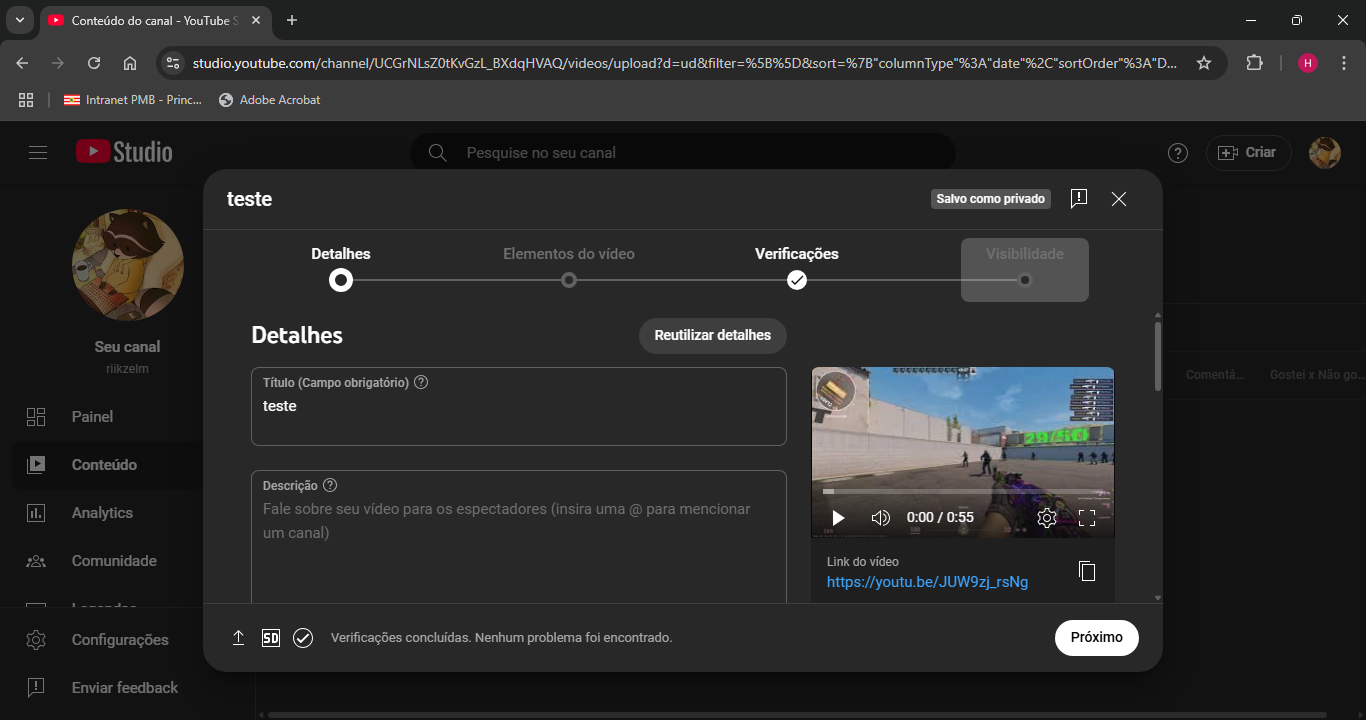 Conteúdo do canal - YouTube S
studio.youtube.com/channel/UCGrNLsZ0tKvGzL_BXdqHVAQ/videos/upload?d=ud&filter=%5B%5D&sort=%7B"columnType"%3A"date"%2C"sortOrder"%3A"D...
H
Intranet PMB - Princ...
Adobe Acrobat
Studio
Pesquise no seu canal
Criar
teste
Salvo como privado
Detalhes
Elementos do vídeo
Verificações
Visibilidade
Detalhes
Reutilizar detalhes
Título (Campo obrigatório)
teste
Descrição
Fale sobre seu vídeo para os espectadores (insira uma @ para mencionar
um canal)
0:00 / 0:55
Link do vídeo
https://youtu.be/JUW9zj_rsNg
SD
Verificações concluídas. Nenhum problema foi encontrado.
Próximo
Seu canal
riikzelm
Painel
Conteúdo
Analytics
Comunidade
Legendas
Configurações
Enviar feedback
Comentá...
Gostei x Não go...